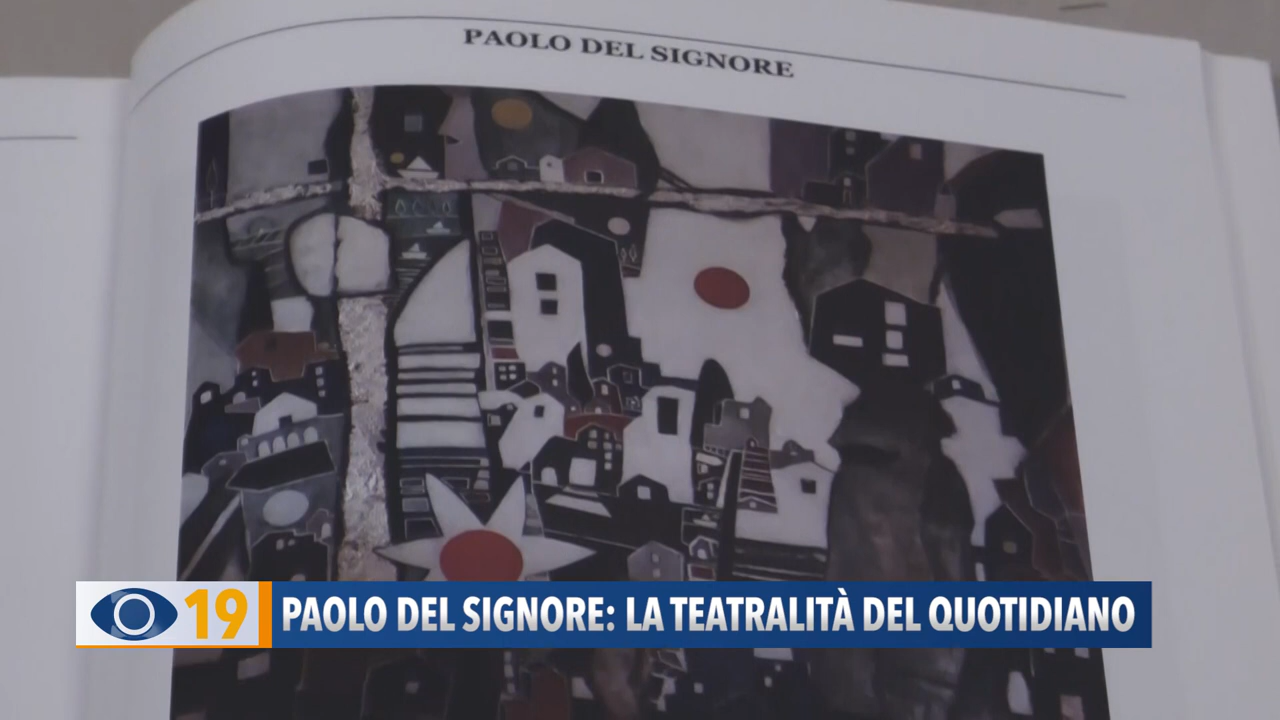 PAOLO DEL SIGNORE
19
PAOLO DEL SIGNORE: LA TEATRALITÀ DEL QUOTIDIANO